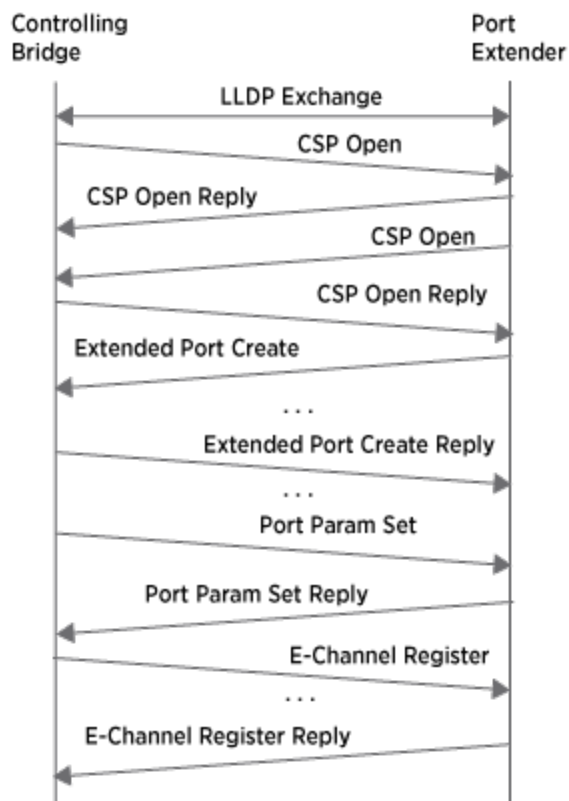 Controlling
Bridge
Port
Extender
LLDP Exchange
CSP Open
CSP Open Reply
CSP Open
CSP Open Reply
Extended Port Create
...
Extended Port Create Reply
...
Port Param Set
Port Param Set Reply
E-Channel Register
...
E-Channel Register Reply